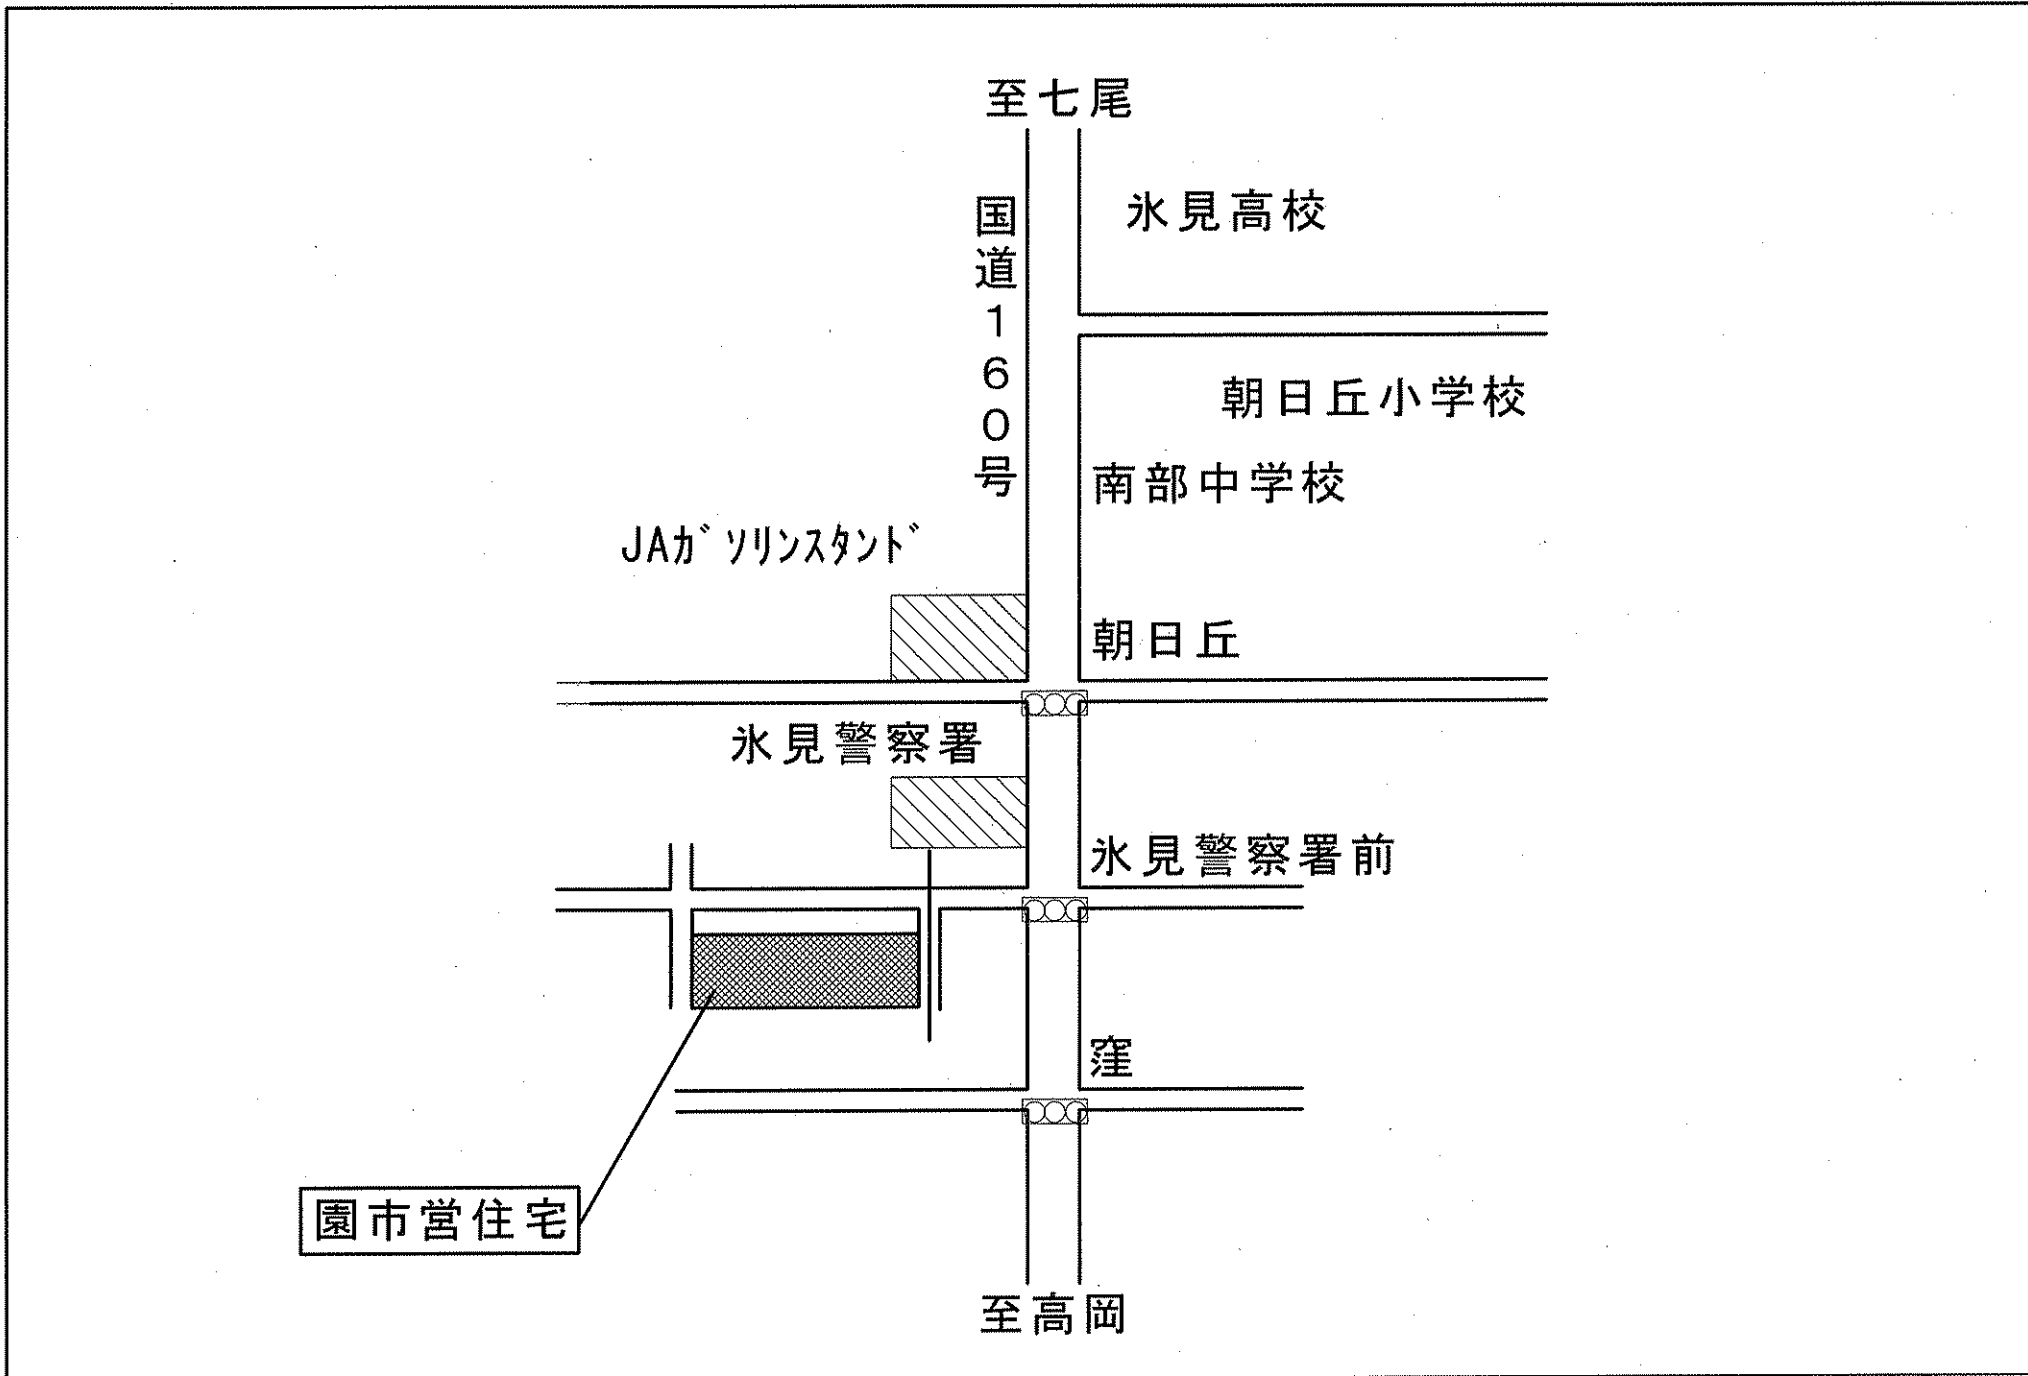 至七尾
国道160号
氷見高校
朝日丘小学校
南部中学校
JAガソリンスタンド
朝日丘
氷見警察署
氷見警察署前
窪
園市営住宅
至高岡